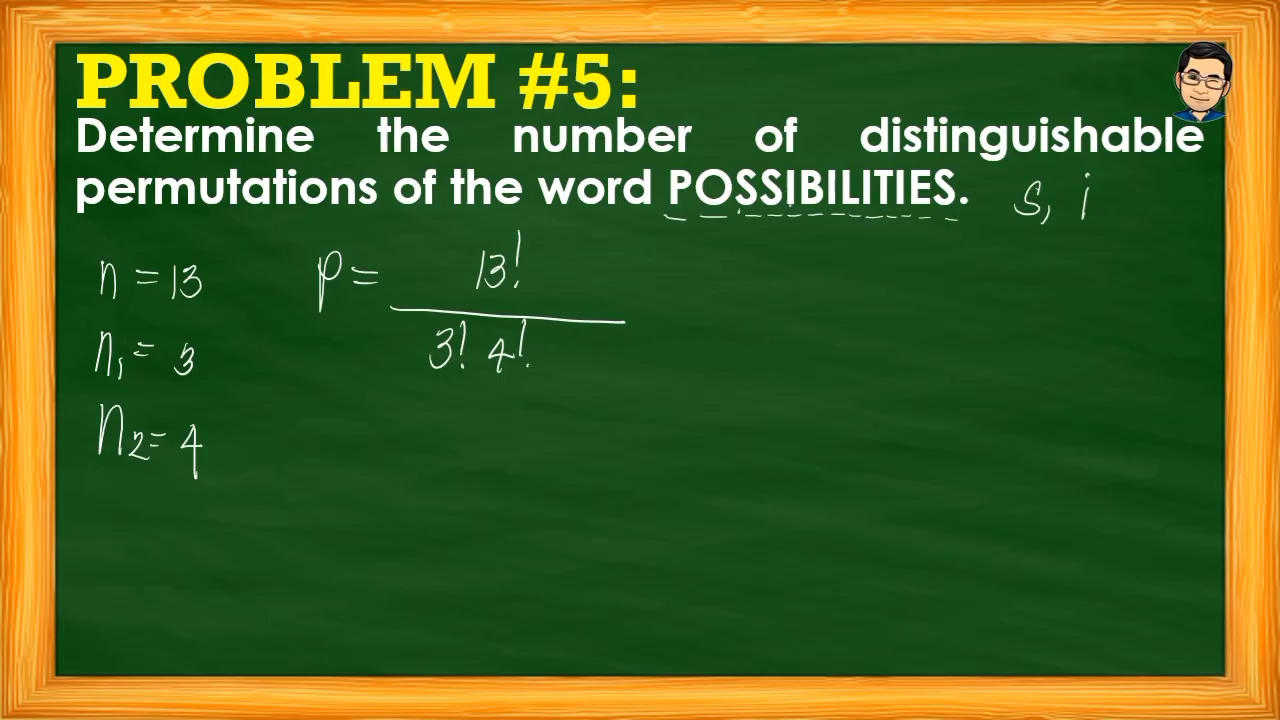 PROBLEM #5:
Determine the number of distinguishable
permutations of the word POSSIBILITIES. s, i
n = 13
n₁ = 3
n₂ = 4
P = 13!
3! 4!